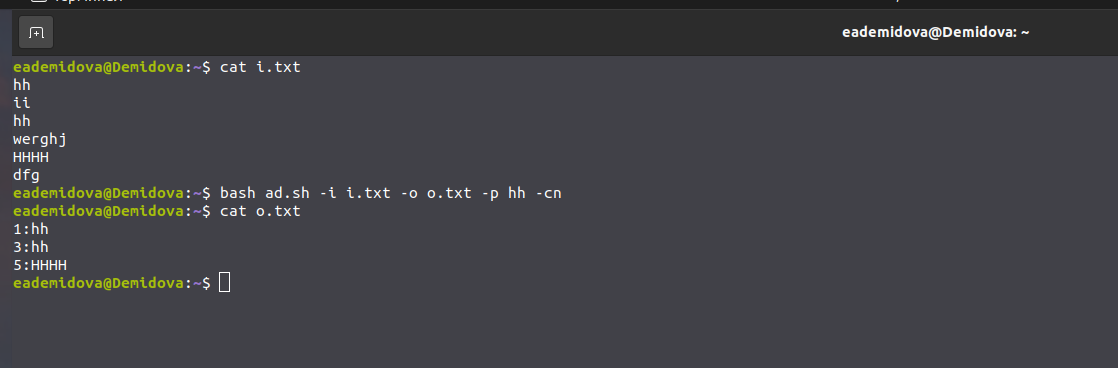 eademidova@Demidova: ~
eademidova@Demidova:~$ cat i.txt
hh
ii
hh
werghj
HHHH
dfg
eademidova@Demidova:~$ bash ad.sh -i i.txt -o o.txt -p hh -cn
eademidova@Demidova:~$ cat o.txt
1:hh
3:hh
5:HHHH
eademidova@Demidova:~$